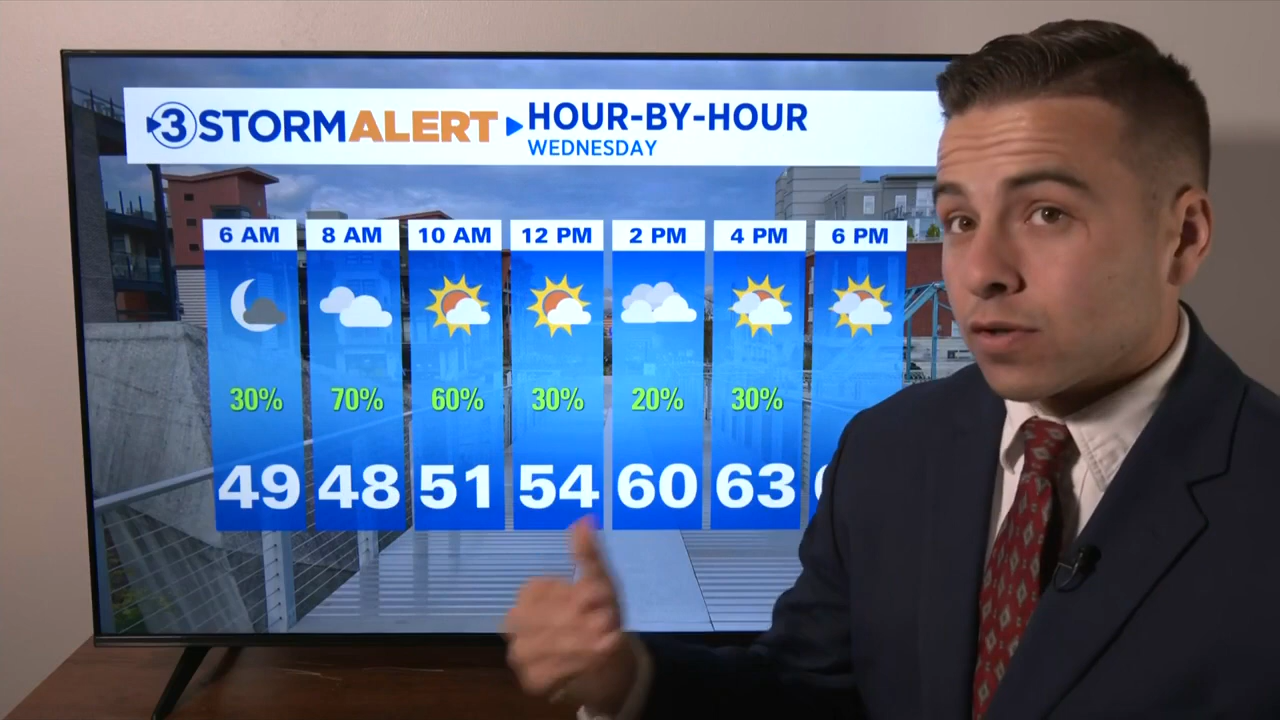 3 STORMALERT
HOUR-BY-HOUR
WEDNESDAY
6 AM 8 AM 10 AM 12 PM 2 PM 4 PM 6 PM
30% 70% 60% 30% 20% 30%
49 48 51 54 60 63